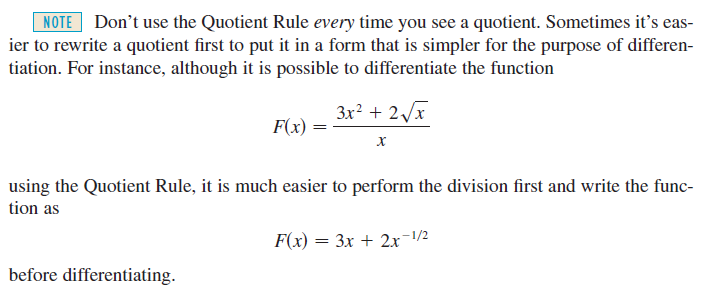 NOTE Don't use the Quotient Rule every time you see a quotient. Sometimes it's eas-
ier to rewrite a quotient first to put it in a form that is simpler for the purpose of differen-
tiation. For instance, although it is possible to differentiate the function
F(x) = (3x² + 2√x) / x
using the Quotient Rule, it is much easier to perform the division first and write the func-
tion as
F(x) = 3x + 2x⁻¹/²
before differentiating.